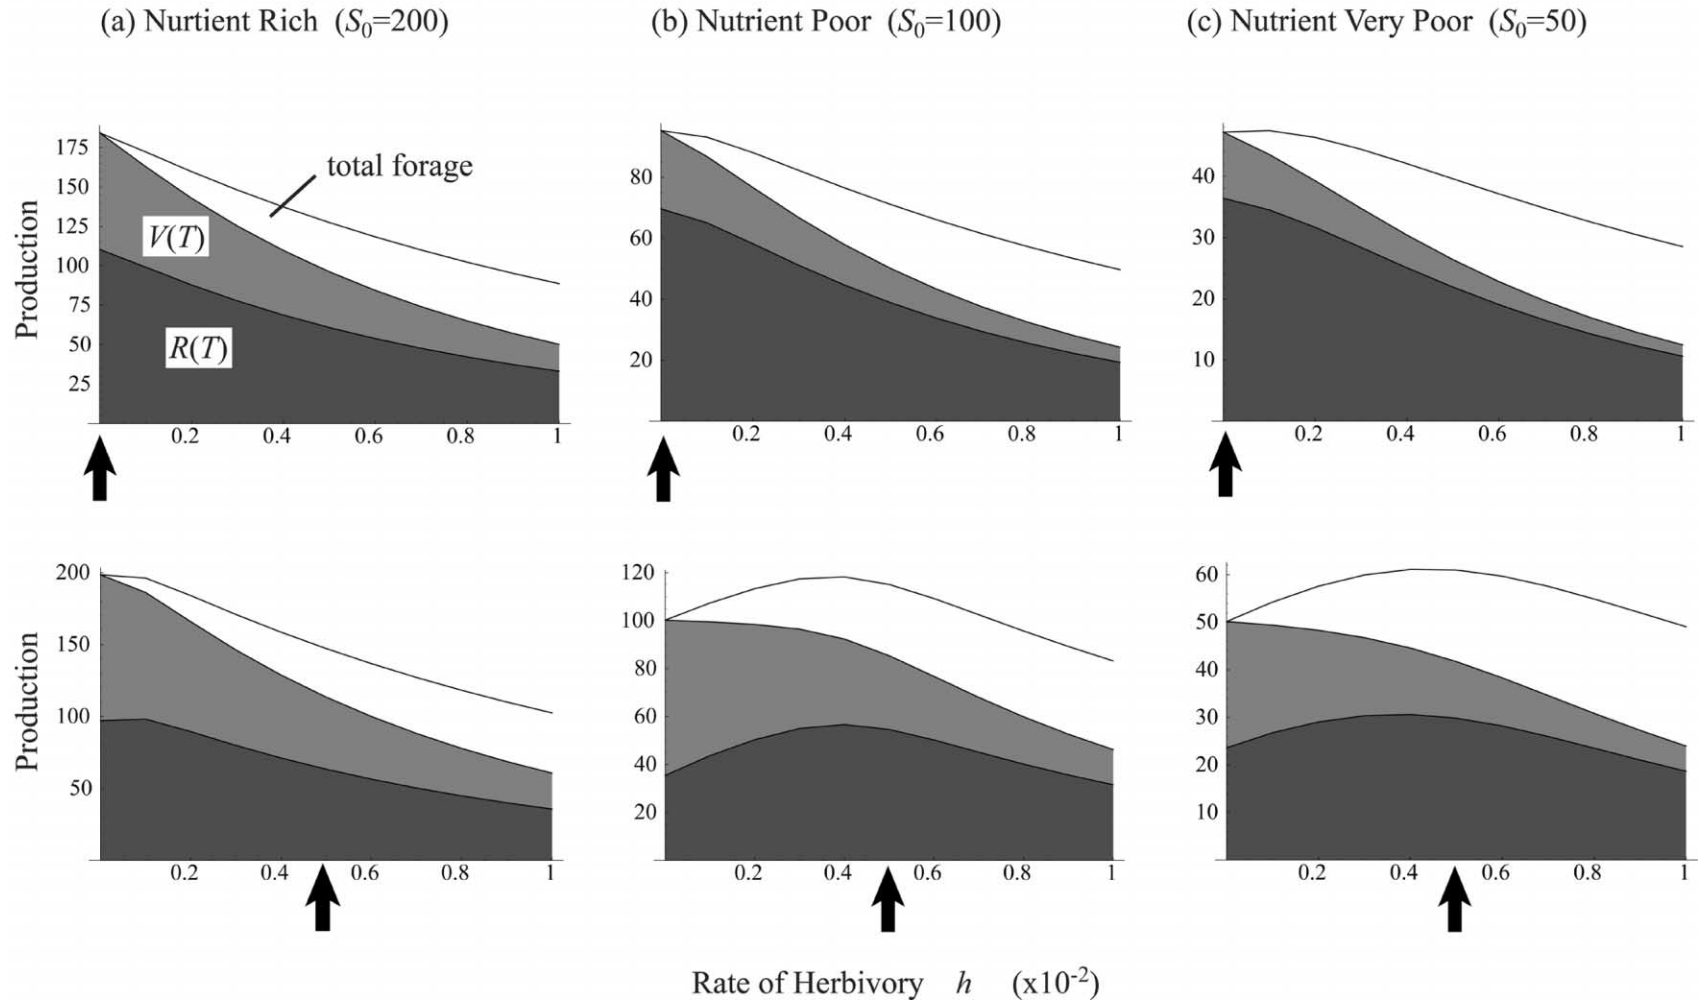 (a) Nurtient Rich (S0=200)
(b) Nutrient Poor (S0=100)
(c) Nutrient Very Poor (S0=50)
Production
175
150
125
100
75
50
25
total forage
V(T)
R(T)
0.2 0.4 0.6 0.8 1
80
60
40
20
0.2 0.4 0.6 0.8 1
40
30
20
10
0.2 0.4 0.6 0.8 1
Production
200
150
100
50
0.2 0.4 0.6 0.8 1
120
100
80
60
40
20
0.2 0.4 0.6 0.8 1
60
50
40
30
20
10
0.2 0.4 0.6 0.8 1
Rate of Herbivory h (x10-2)